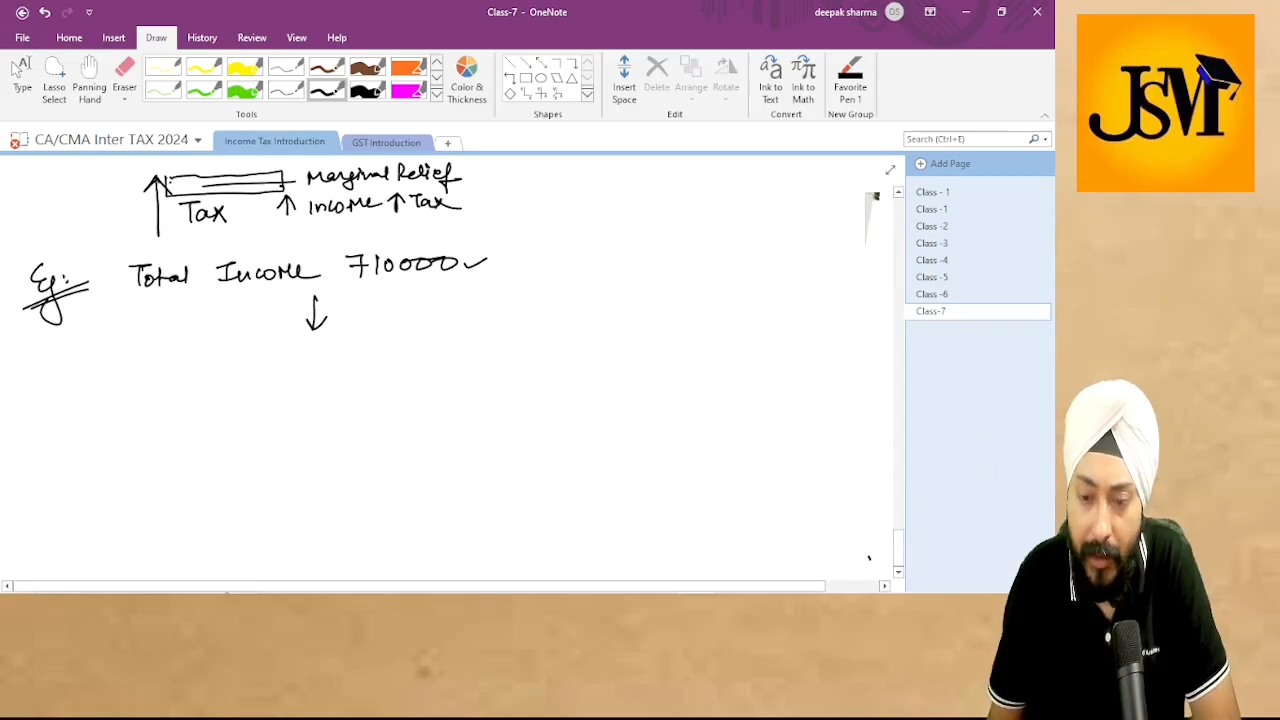 Class-7 - OneNote
deepak sharma DS
File Home Insert Draw History Review View Help
Type
Lasso Select
Panning Hand
Eraser
Color & Thickness
Insert Space
Delete
Arrange
Rotate
Ink to Text
Ink to Math
Favorite Pen 1
Tools
Shapes
Edit
Convert
New Group
CA/CMA Inter TAX 2024
Income Tax Introduction
GST Introduction
Search (Ctrl+E)
Add Page
Class - 1
Class -1
Class -2
Class -3
Class -4
Class -5
Class -6
Class-7
Marginal Relief
Tax ↑ Income ↑ Tax
Eg: Total Income 710000 ✓
↓
JSM